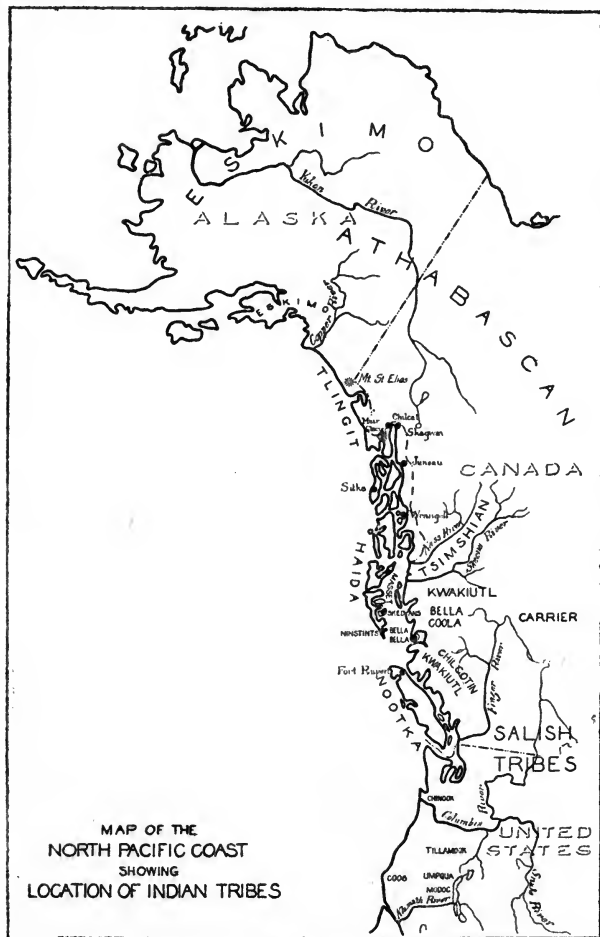 ESKIMO
Yukon River
ALASKA
ATHABASCAN
ESKIMO
Copper River
Mt. St Elias
TLINGIT
Muir
Chilcat
Skagway
Juneau
CANADA
Sitka
Wrangell
Nass River
TSIMSHIAN
Skeena River
HAIDA
MASSET
KWAKIUTL
SKEDANS
BELLA
COOLA
CARRIER
NINSTINTS
BELLA
BELLA
CHILCOTIN
KWAKIUTL
Fort Rupert
NOOTKA
River
SALISH
TRIBES
CHINOOK
Columbia River
UNITED
STATES
TILLAMOOK
COOS
UMPQUA
MODOC
Klamath River
Snake River
MAP OF THE
NORTH PACIFIC COAST
SHOWING
LOCATION OF INDIAN TRIBES